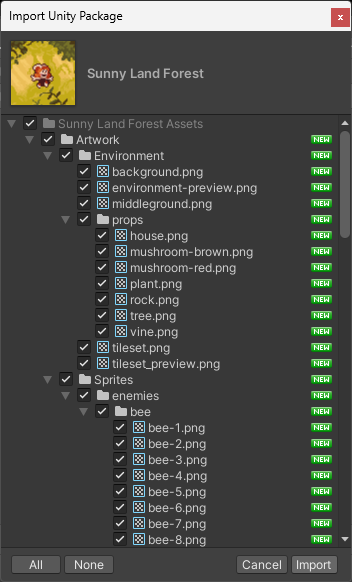 Import Unity Package
x
Sunny Land Forest
Sunny Land Forest Assets
Artwork NEW
Environment NEW
background.png NEW
environment-preview.png NEW
middleground.png NEW
props NEW
house.png NEW
mushroom-brown.png NEW
mushroom-red.png NEW
plant.png NEW
rock.png NEW
tree.png NEW
vine.png NEW
tileset.png NEW
tileset_preview.png NEW
Sprites NEW
enemies NEW
bee NEW
bee-1.png NEW
bee-2.png NEW
bee-3.png NEW
bee-4.png NEW
bee-5.png NEW
bee-6.png NEW
bee-7.png NEW
bee-8.png NEW
All None Cancel Import